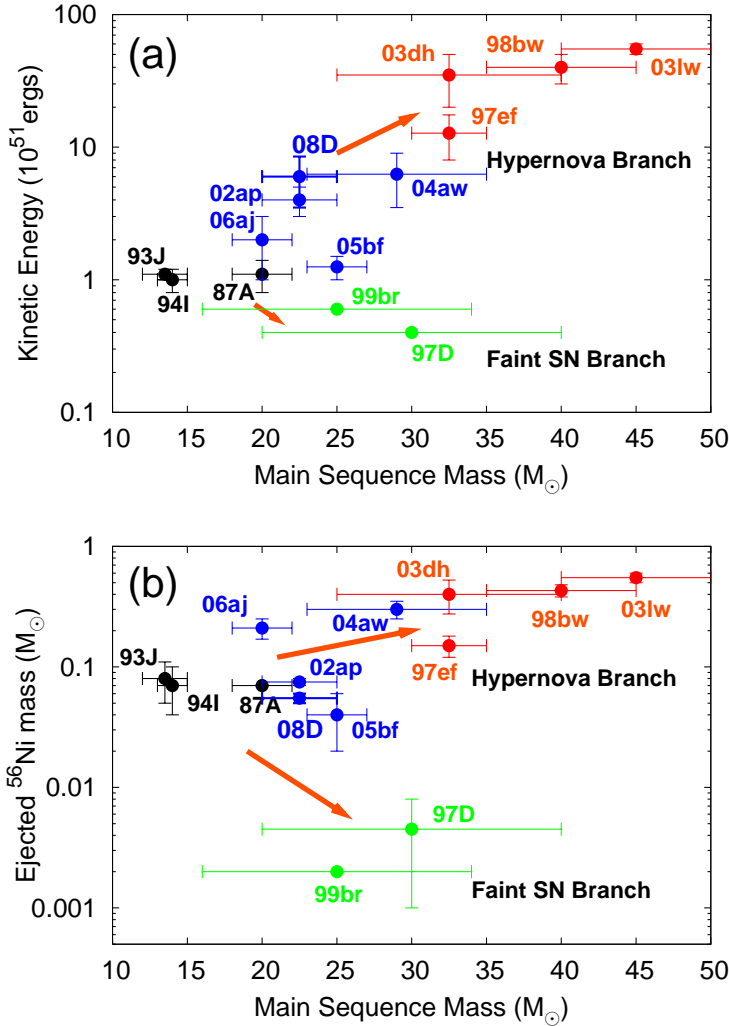 (a)
Kinetic Energy (10^51 ergs)
100
10
1
0.1
03dh
98bw
03lw
97ef
08D
Hypernova Branch
02ap
04aw
06aj
93J
05bf
94I
87A
99br
97D
Faint SN Branch
10 15 20 25 30 35 40 45 50
Main Sequence Mass (M⊙)
(b)
Ejected ^56Ni mass (M⊙)
1
0.1
0.01
0.001
03dh
06aj
04aw
98bw
03lw
93J
97ef
02ap
Hypernova Branch
94I
87A
08D
05bf
97D
99br
Faint SN Branch
10 15 20 25 30 35 40 45 50
Main Sequence Mass (M⊙)